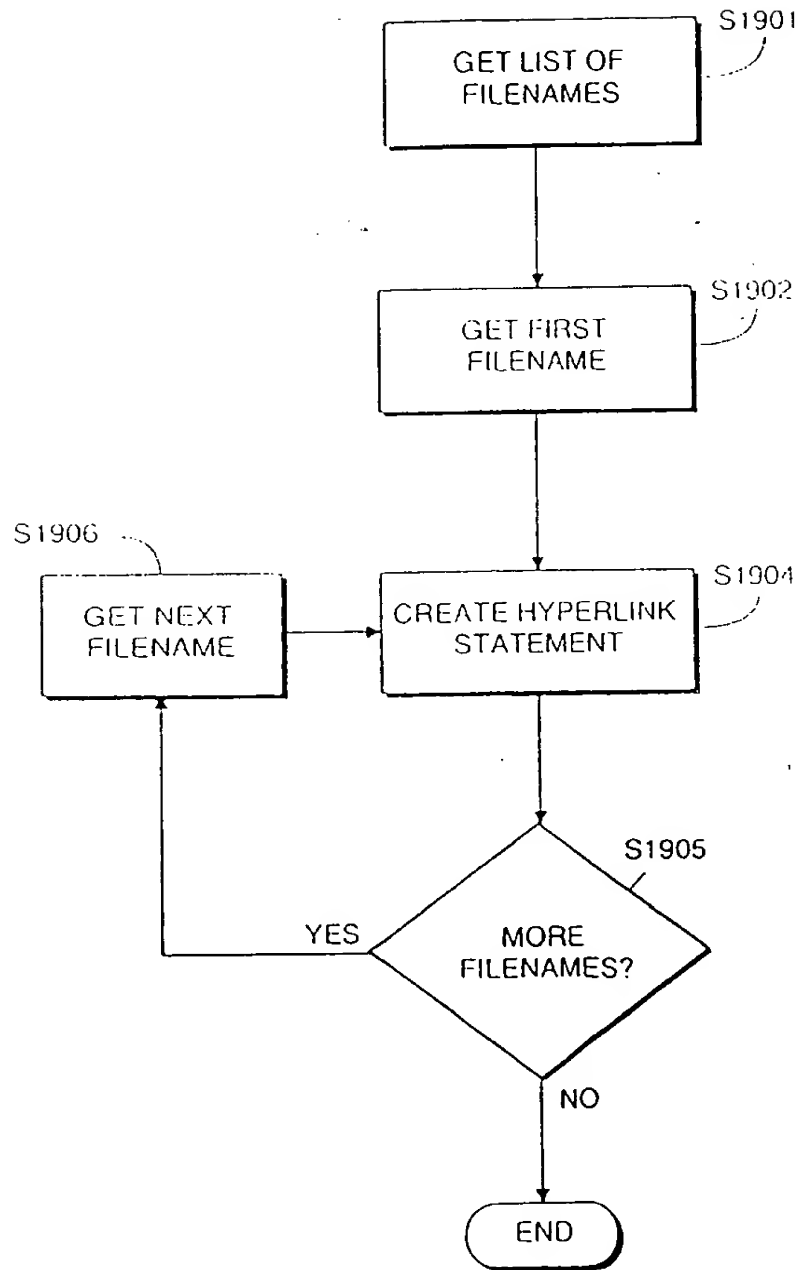 S1901
GET LIST OF
FILENAMES
S1902
GET FIRST
FILENAME
S1906
GET NEXT
FILENAME
S1904
CREATE HYPERLINK
STATEMENT
S1905
YES
MORE
FILENAMES?
NO
END